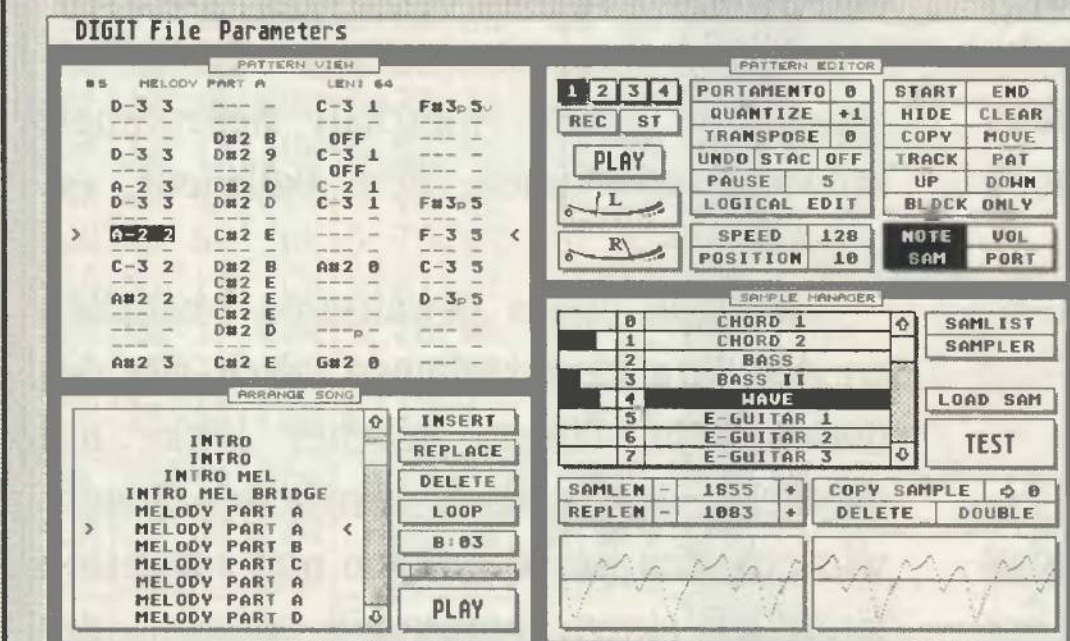 DIGIT File Parameters
PATTERN VIEW
#5 MELODY PART A LEN: 64
D-3 3 --- - C-3 1 F#3p5
--- - D#2 B OFF --- -
D-3 3 D#2 9 C-3 1 --- -
--- - --- - OFF --- -
A-2 3 D#2 D C-2 1 --- -
D-3 3 D#2 D C-3 1 F#3p5
--- - --- - --- - --- -
> A-2 2 C#2 E --- - F-3 5 <
--- - --- - --- - --- -
C-3 2 D#2 B A#2 0 C-3 5
--- - C#2 E --- - --- -
A#2 2 C#2 E --- - D-3p5
--- - C#2 E --- - --- -
--- - D#2 D ---p- --- -
--- - --- - --- - --- -
A#2 3 C#2 E G#2 0 --- -
PATTERN EDITOR
1 2 3 4
REC ST
PLAY
L
R
PORTAMENTO 0
QUANTIZE +1
TRANSPOSE 0
UNDO STAC OFF
PAUSE 5
LOGICAL EDIT
SPEED 128
POSITION 10
START END
HIDE CLEAR
COPY MOVE
TRACK PAT
UP DOWN
BLOCK ONLY
NOTE VOL
SAM PORT
ARRANGE SONG
INTRO
INTRO
INTRO MEL
INTRO MEL BRIDGE
MELODY PART A
> MELODY PART A <
MELODY PART B
MELODY PART C
MELODY PART A
MELODY PART A
MELODY PART D
INSERT
REPLACE
DELETE
LOOP
B:03
PLAY
SAMPLE MANAGER
0 CHORD 1
1 CHORD 2
2 BASS
3 BASS II
4 WAVE
5 E-GUITAR 1
6 E-GUITAR 2
7 E-GUITAR 3
SAMLIST
SAMPLER
LOAD SAM
TEST
SAMLEN - 1855 +
REPLEN - 1083 +
COPY SAMPLE ⇨ 0
DELETE DOUBLE